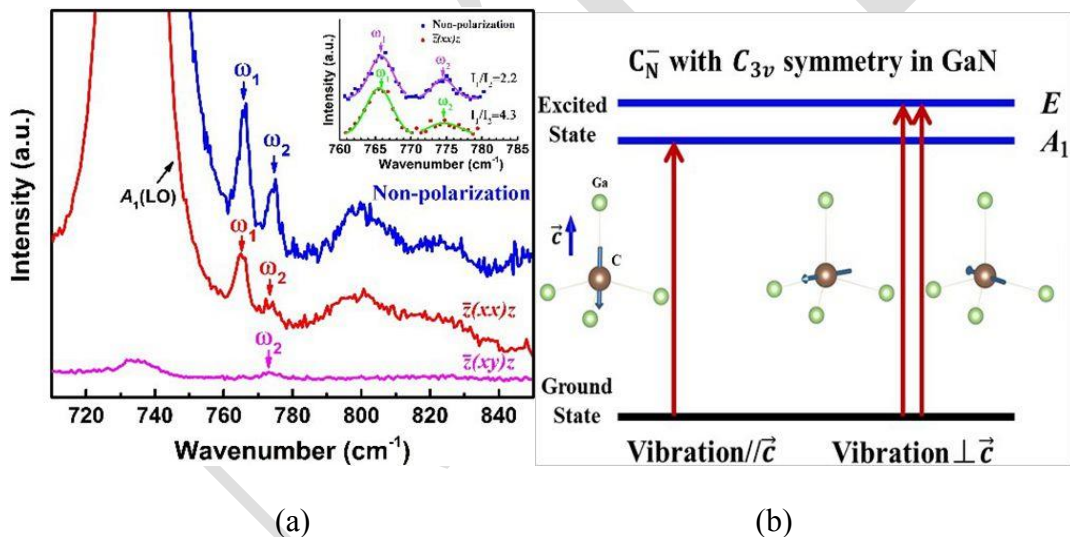 Intensity (a.u.)
ω₁
ω₂
Non-polarization
A₁(LO)
ω₁
ω₂
z̄(xx)z
ω₂
z̄(xy)z
720 740 760 780 800 820 840
Wavenumber (cm⁻¹)
Intensity (a.u.)
Non-polarization
z̄(xx)z
ω₁
ω₂
I₁/I₂=2.2
ω₁
ω₂
I₁/I₂=4.3
760 765 770 775 780 785
Wavenumber (cm⁻¹)
(a)
C_N⁻ with C₃ᵥ symmetry in GaN
Excited
State
E
A₁
Ga
c⃗
C
Ground
State
Vibration//c⃗
Vibration⊥c⃗
(b)